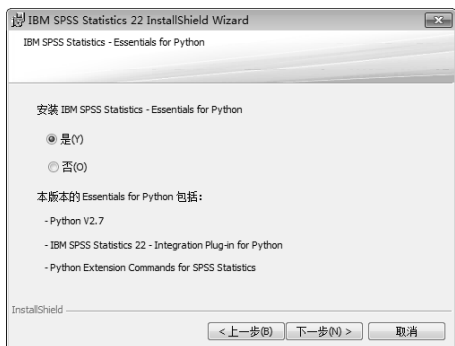 IBM SPSS Statistics 22 InstallShield Wizard
IBM SPSS Statistics - Essentials for Python
安装 IBM SPSS Statistics - Essentials for Python
是(Y)
否(O)
本版本的 Essentials for Python 包括：
- Python V2.7
- IBM SPSS Statistics 22 - Integration Plug-in for Python
- Python Extension Commands for SPSS Statistics
InstallShield
< 上一步(B) 下一步(N) > 取消